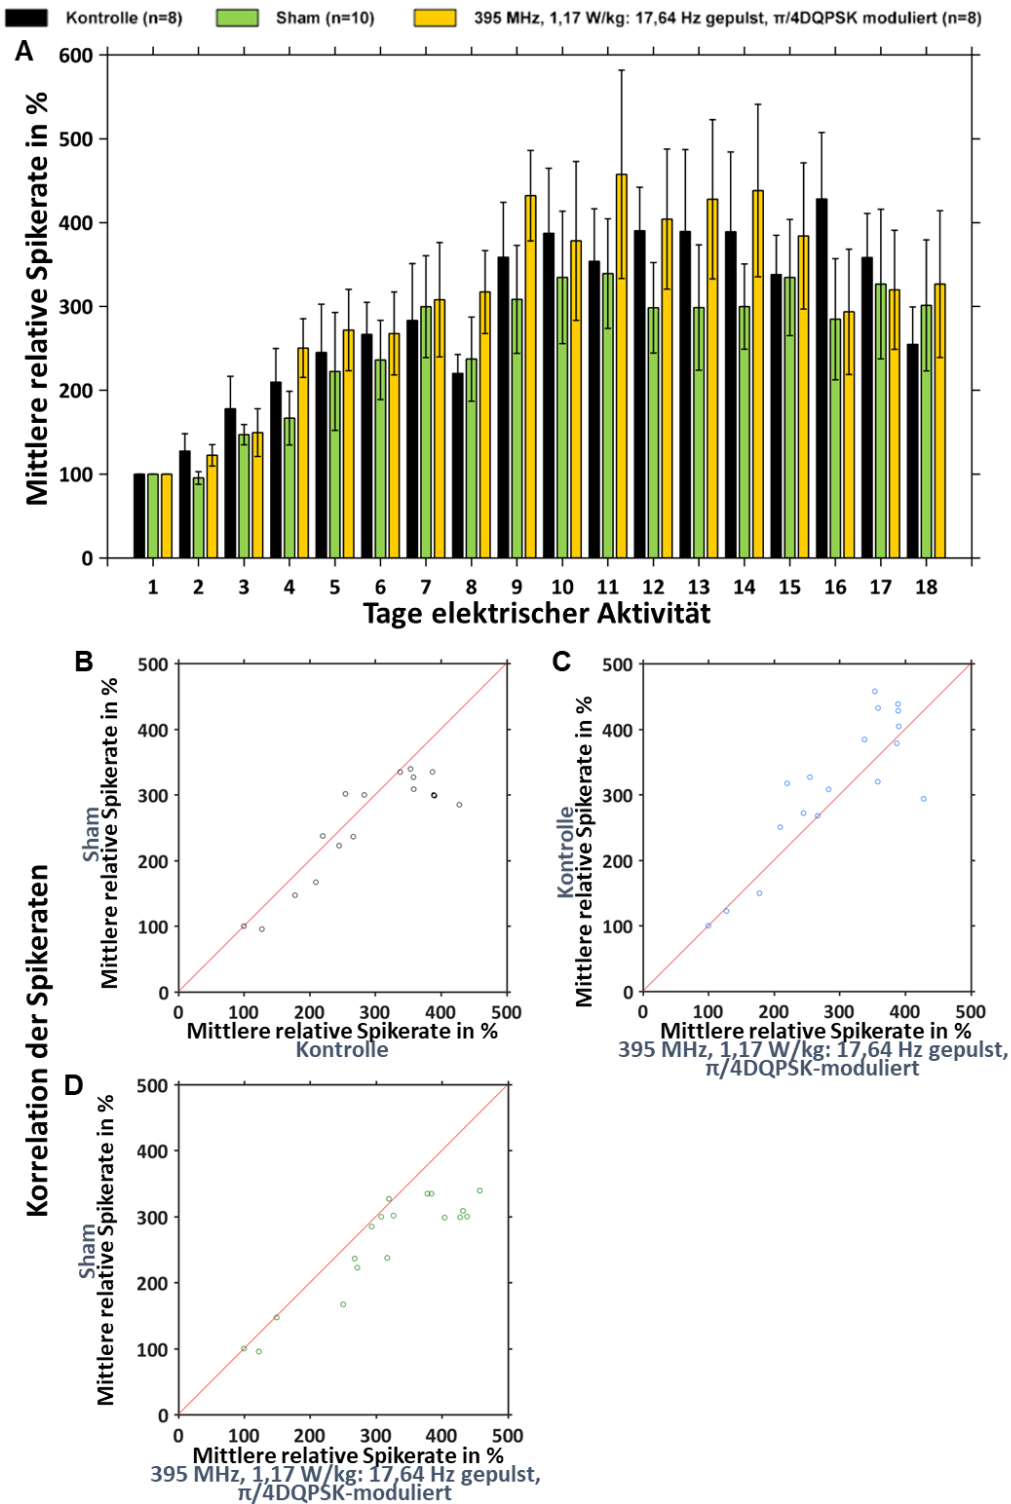 Kontrolle (n=8) Sham (n=10) 395 MHz, 1,17 W/kg: 17,64 Hz gepulst, π/4DQPSK moduliert (n=8)
A
Mittlere relative Spikerate in %
600
500
400
300
200
100
0
1 2 3 4 5 6 7 8 9 10 11 12 13 14 15 16 17 18
Tage elektrischer Aktivität
Korrelation der Spikeraten
B
Sham
Mittlere relative Spikerate in %
500
400
300
200
100
0
0 100 200 300 400 500
Mittlere relative Spikerate in %
Kontrolle
C
Kontrolle
Mittlere relative Spikerate in %
500
400
300
200
100
0
0 100 200 300 400 500
Mittlere relative Spikerate in %
395 MHz, 1,17 W/kg: 17,64 Hz gepulst,
π/4DQPSK-moduliert
D
Sham
Mittlere relative Spikerate in %
500
400
300
200
100
0
0 100 200 300 400 500
Mittlere relative Spikerate in %
395 MHz, 1,17 W/kg: 17,64 Hz gepulst,
π/4DQPSK-moduliert